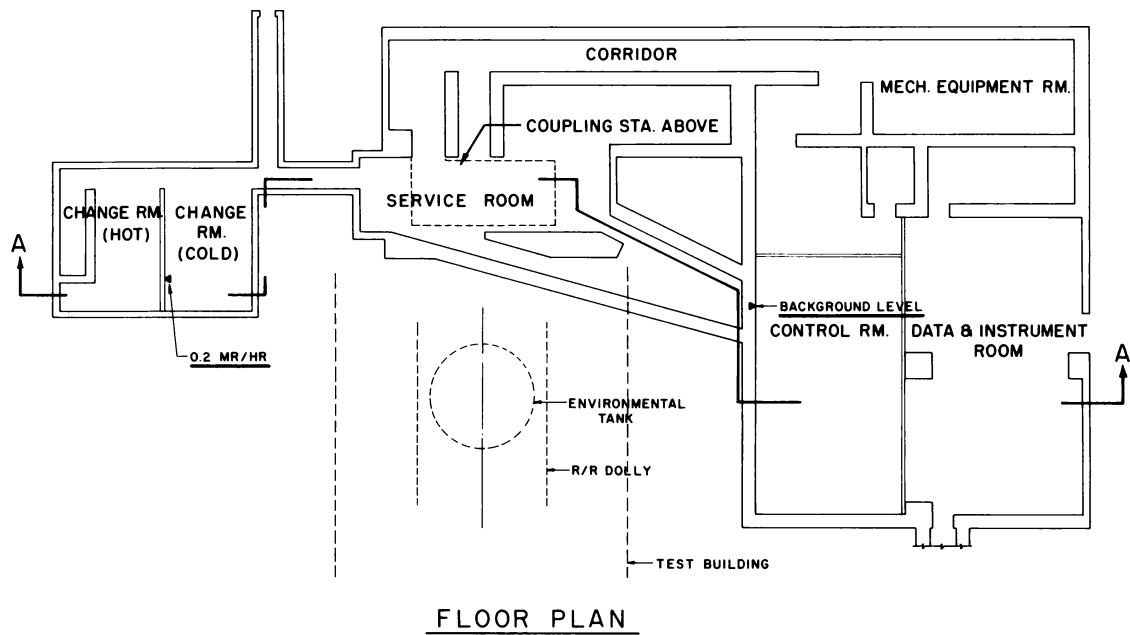 CORRIDOR
MECH. EQUIPMENT RM.
COUPLING STA. ABOVE
SERVICE ROOM
CHANGE RM.
(HOT)
CHANGE
RM.
(COLD)
A
BACKGROUND LEVEL
CONTROL RM.
DATA & INSTRUMENT
ROOM
A
0.2 MR/HR
ENVIRONMENTAL
TANK
R/R DOLLY
TEST BUILDING
FLOOR PLAN